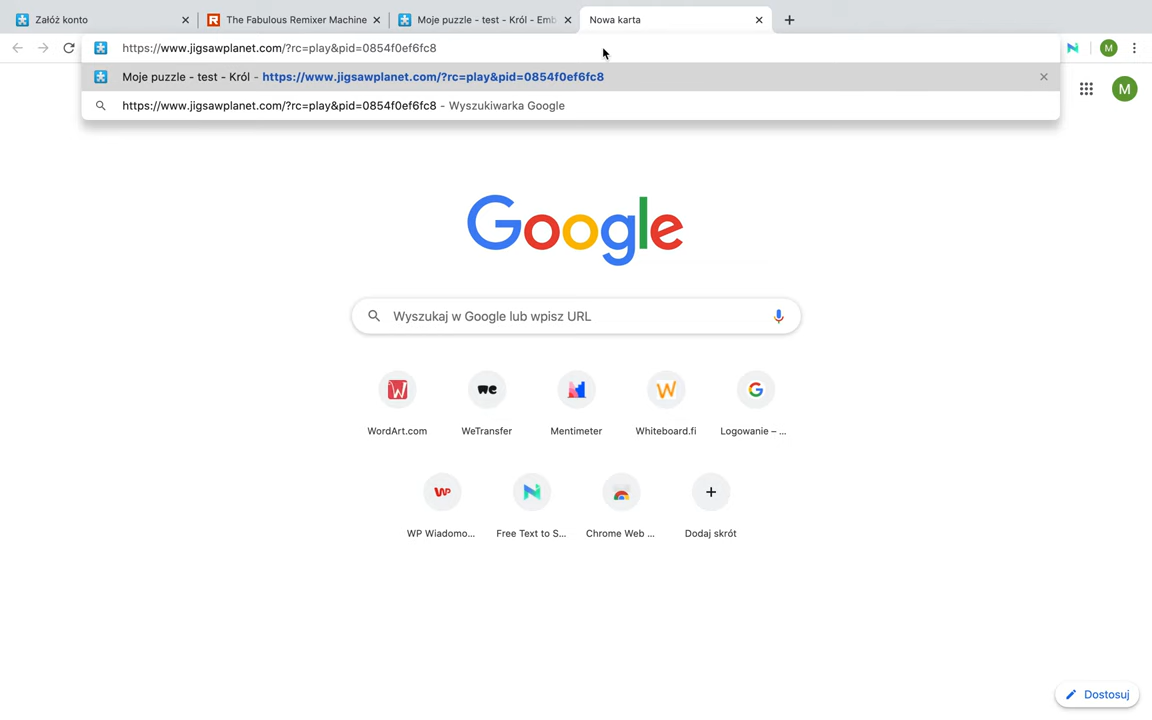 Załóż konto
The Fabulous Remixer Machine
Moje puzzle - test - Król - Emb
Nowa karta
https://www.jigsawplanet.com/?rc=play&pid=0854f0ef6fc8
M
Moje puzzle - test - Król - https://www.jigsawplanet.com/?rc=play&pid=0854f0ef6fc8
https://www.jigsawplanet.com/?rc=play&pid=0854f0ef6fc8 - Wyszukiwarka Google
M
Google
Wyszukaj w Google lub wpisz URL
WordArt.com
WeTransfer
Mentimeter
Whiteboard.fi
Logowanie – ...
WP Wiadomo...
Free Text to S...
Chrome Web ...
Dodaj skrót
Dostosuj